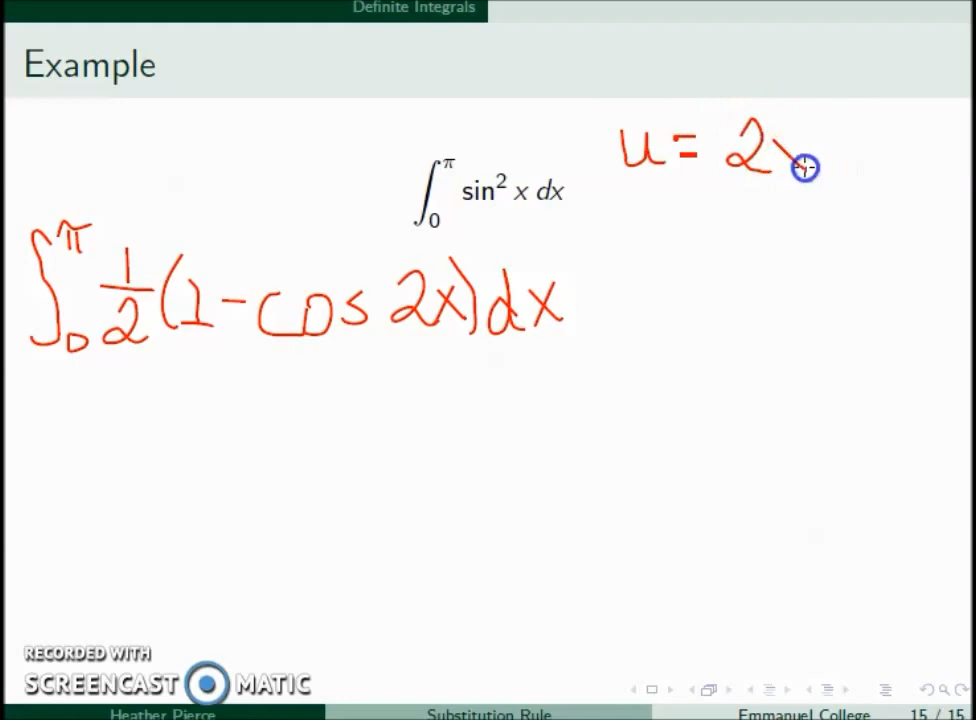 Definite Integrals
Example
∫₀^π sin² x dx
u = 2x
∫₀^π 1/2 (1 - cos 2x) dx
RECORDED WITH
SCREENCAST MATIC
Heather Pierce Substitution Rule Emmanuel College 15 / 15